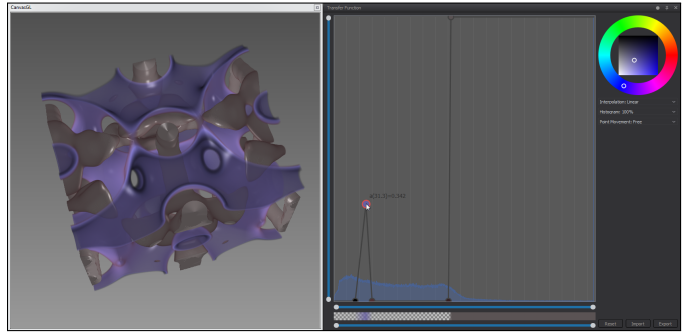 CanvasGL
Transfer Function
Interpolation: Linear
Histogram: 100%
Point Movement: Free
Reset Import Export